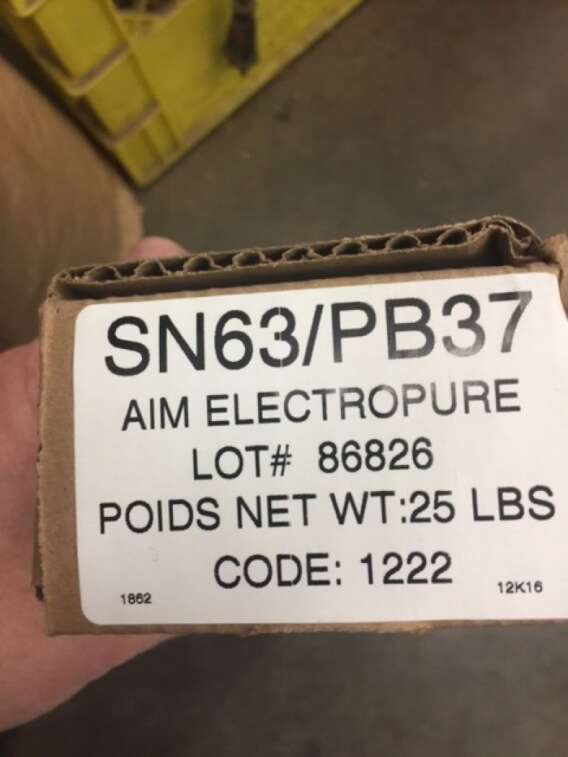 SN63/PB37
AIM ELECTROPURE
LOT# 86826
POIDS NET WT:25 LBS
CODE: 1222
1862
12K16